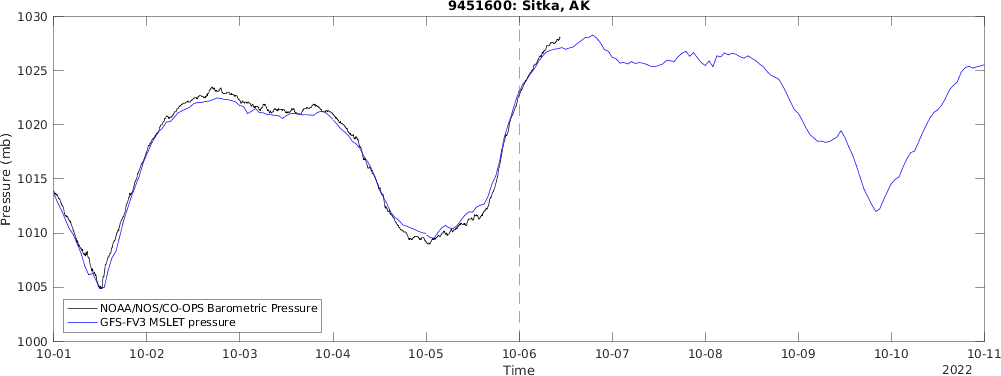 9451600: Sitka, AK
Pressure (mb)
1030
1025
1020
1015
1010
1005
1000
NOAA/NOS/CO-OPS Barometric Pressure
GFS-FV3 MSLET pressure
10-01 10-02 10-03 10-04 10-05 10-06 10-07 10-08 10-09 10-10 10-11
Time
2022